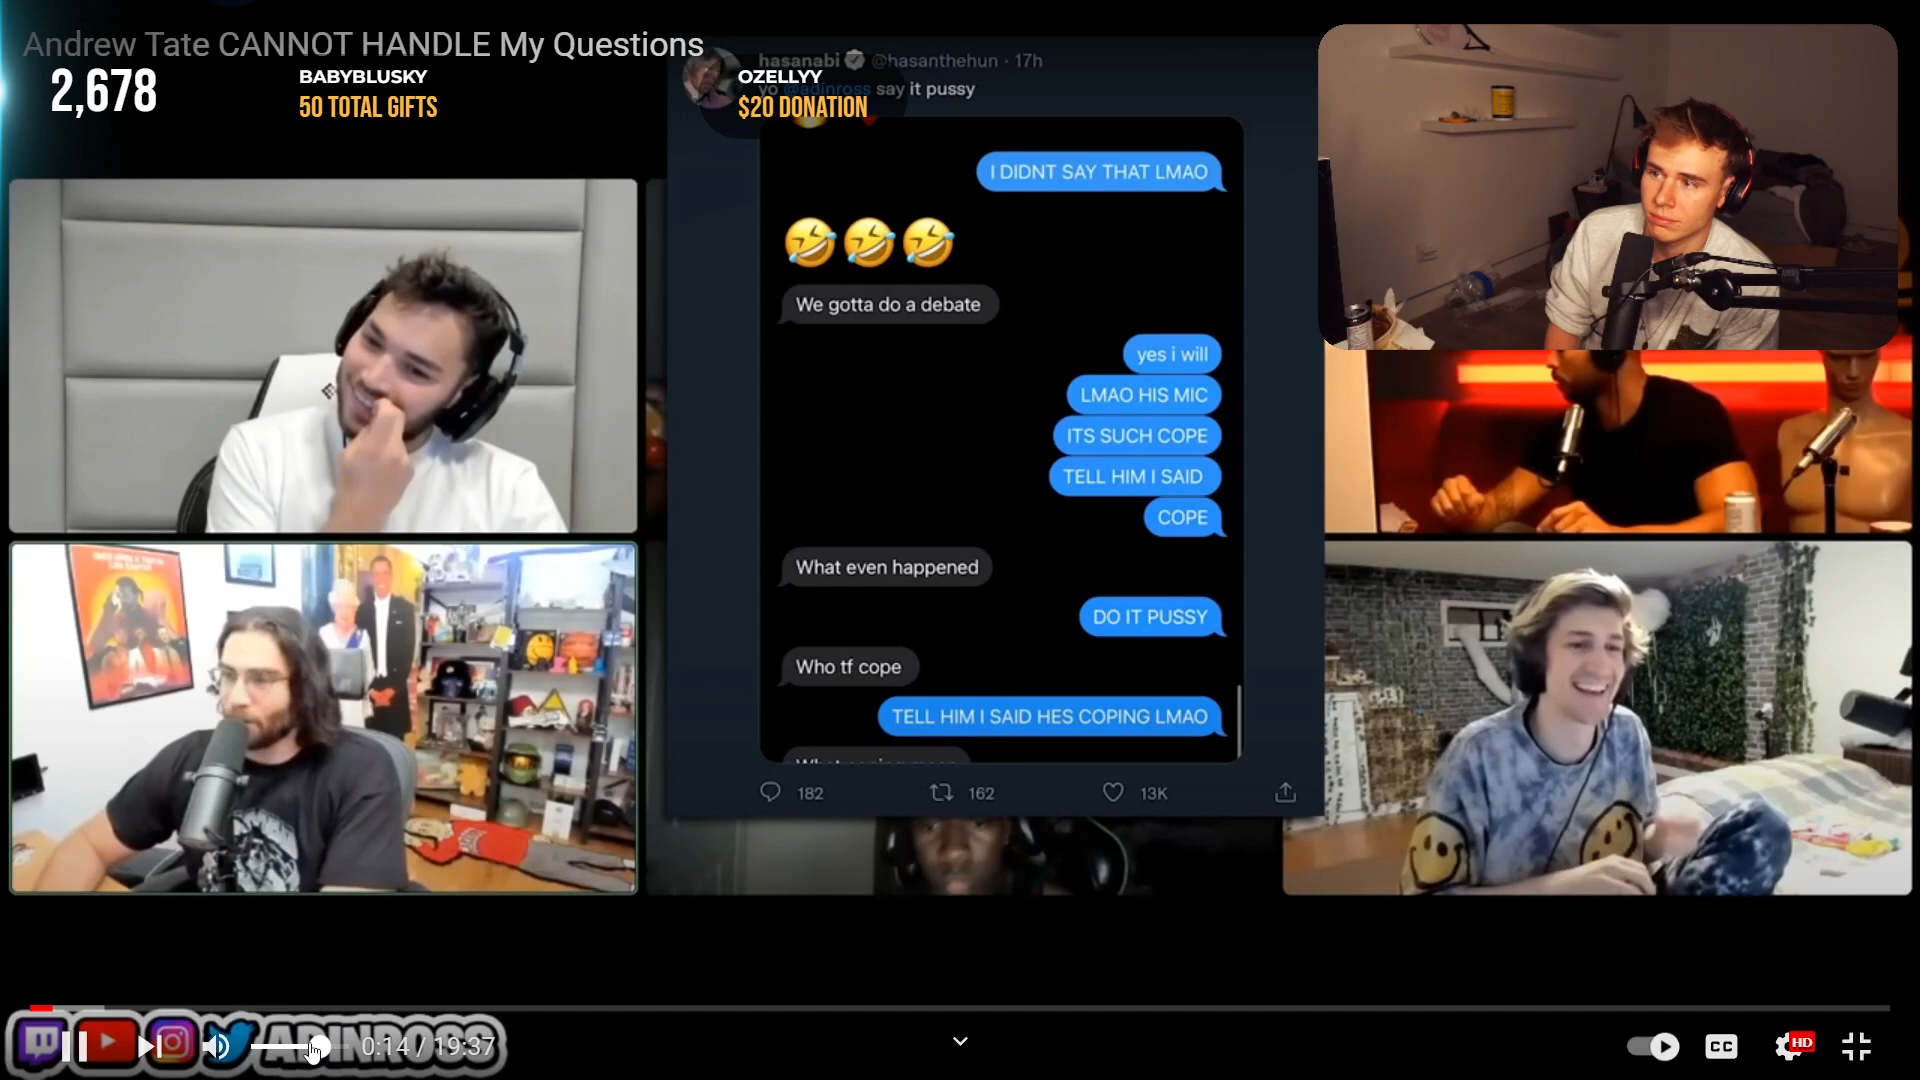 Andrew Tate CANNOT HANDLE My Questions
2,678
BABYBLUSKY
50 TOTAL GIFTS
OZELLYY
$20 DONATION
hasanabi @hasanthehun · 17h
yo @adinross say it pussy
I DIDNT SAY THAT LMAO
We gotta do a debate
yes i will
LMAO HIS MIC
ITS SUCH COPE
TELL HIM I SAID
COPE
What even happened
DO IT PUSSY
Who tf cope
TELL HIM I SAID HES COPING LMAO
182
162
13K
ADINROSS
0:14 / 19:37
CC
HD